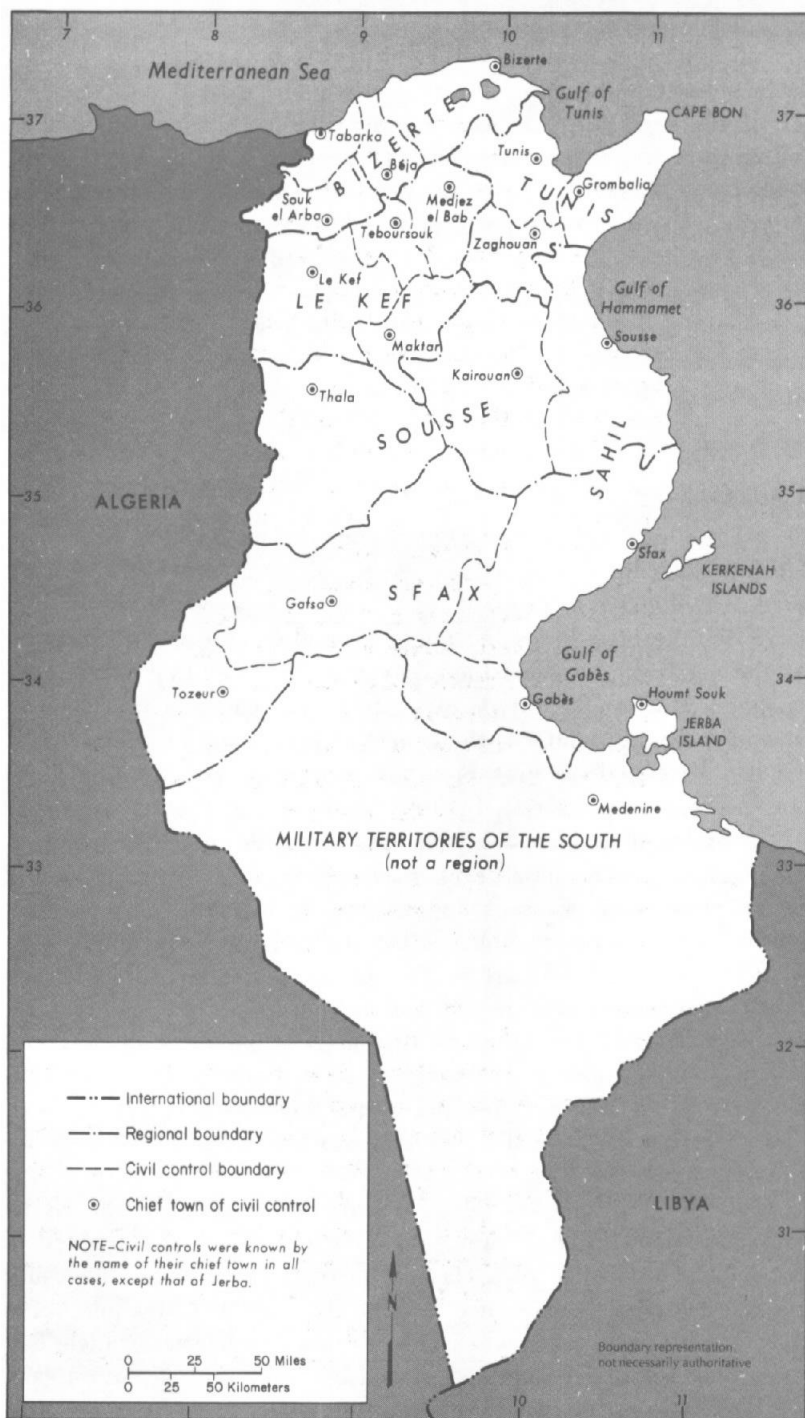 7 8 9 10 11
Mediterranean Sea
Bizerte
Gulf of
Tunis
CAPE BON
37 37
Tabarka
BIZERTE
Béja
Tunis
TUNIS
Grombalia
Souk
el Arba
Medjez
el Bab
Teboursouk
Zaghouan
Le Kef
LE KEF
Gulf of
Hammamet
36 36
Maktar
Sousse
Thala
Kairouan
SOUSSE
SAHIL
35 35
ALGERIA
Sfax
KERKENAH
ISLANDS
Gafsa
SFAX
34 34
Gulf of
Gabès
Tozeur
Gabès
Houmt Souk
JERBA
ISLAND
Medenine
MILITARY TERRITORIES OF THE SOUTH
(not a region)
33 33
32
International boundary
Regional boundary
Civil control boundary
Chief town of civil control
NOTE–Civil controls were known by
the name of their chief town in all
cases, except that of Jerba.
0 25 50 Miles
0 25 50 Kilometers
N
LIBYA
31
Boundary representation
not necessarily authoritative
10 11